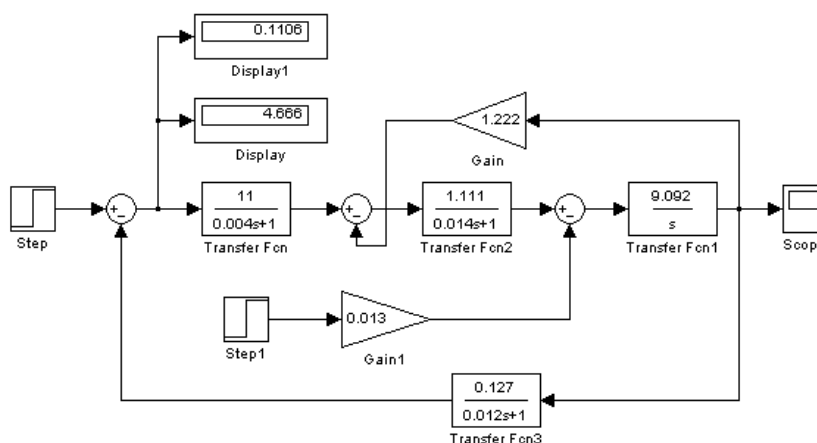 0.1106
Display1
4.666
Display
1.222
Gain
Step
11
0.004s+1
Transfer Fcn
1.111
0.014s+1
Transfer Fcn2
9.092
s
Transfer Fcn1
Scop
Step1
0.013
Gain1
0.127
0.012s+1
Transfer Fcn3